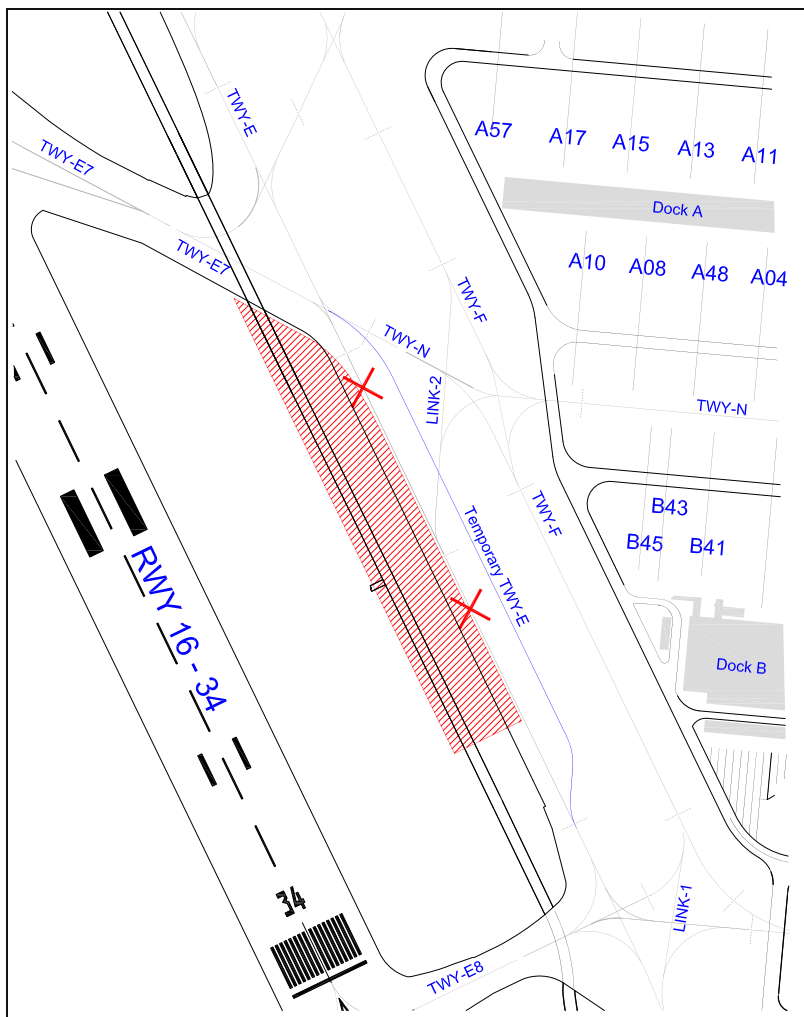 TWY-E
TWY-E7
A57
A17
A15
A13
A11
Dock A
TWY-E7
A10
A08
A48
A04
TWY-F
TWY-N
LINK-2
TWY-N
B43
B45
B41
TWY-F
Temporary TWY-E
RWY 16 - 34
Dock B
34
LINK-1
TWY-E8